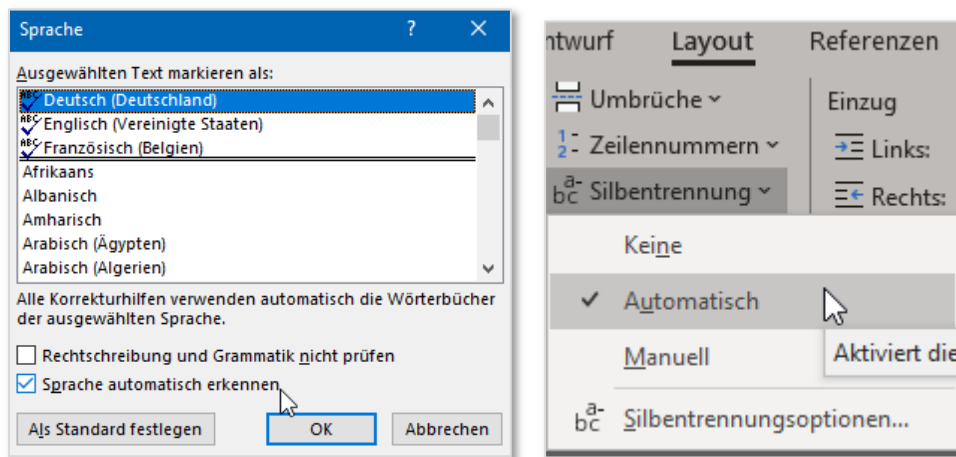 Sprache
Ausgewählten Text markieren als:
Deutsch (Deutschland)
Englisch (Vereinigte Staaten)
Französisch (Belgien)
Afrikaans
Albanisch
Amharisch
Arabisch (Ägypten)
Arabisch (Algerien)
Alle Korrekturhilfen verwenden automatisch die Wörterbücher
der ausgewählten Sprache.
Rechtschreibung und Grammatik nicht prüfen
Sprache automatisch erkennen
Als Standard festlegen OK Abbrechen
ntwurf Layout Referenzen
Umbrüche Einzug
Zeilennummern Links:
Silbentrennung Rechts:
Keine
Automatisch
Manuell Aktiviert die
Silbentrennungsoptionen...